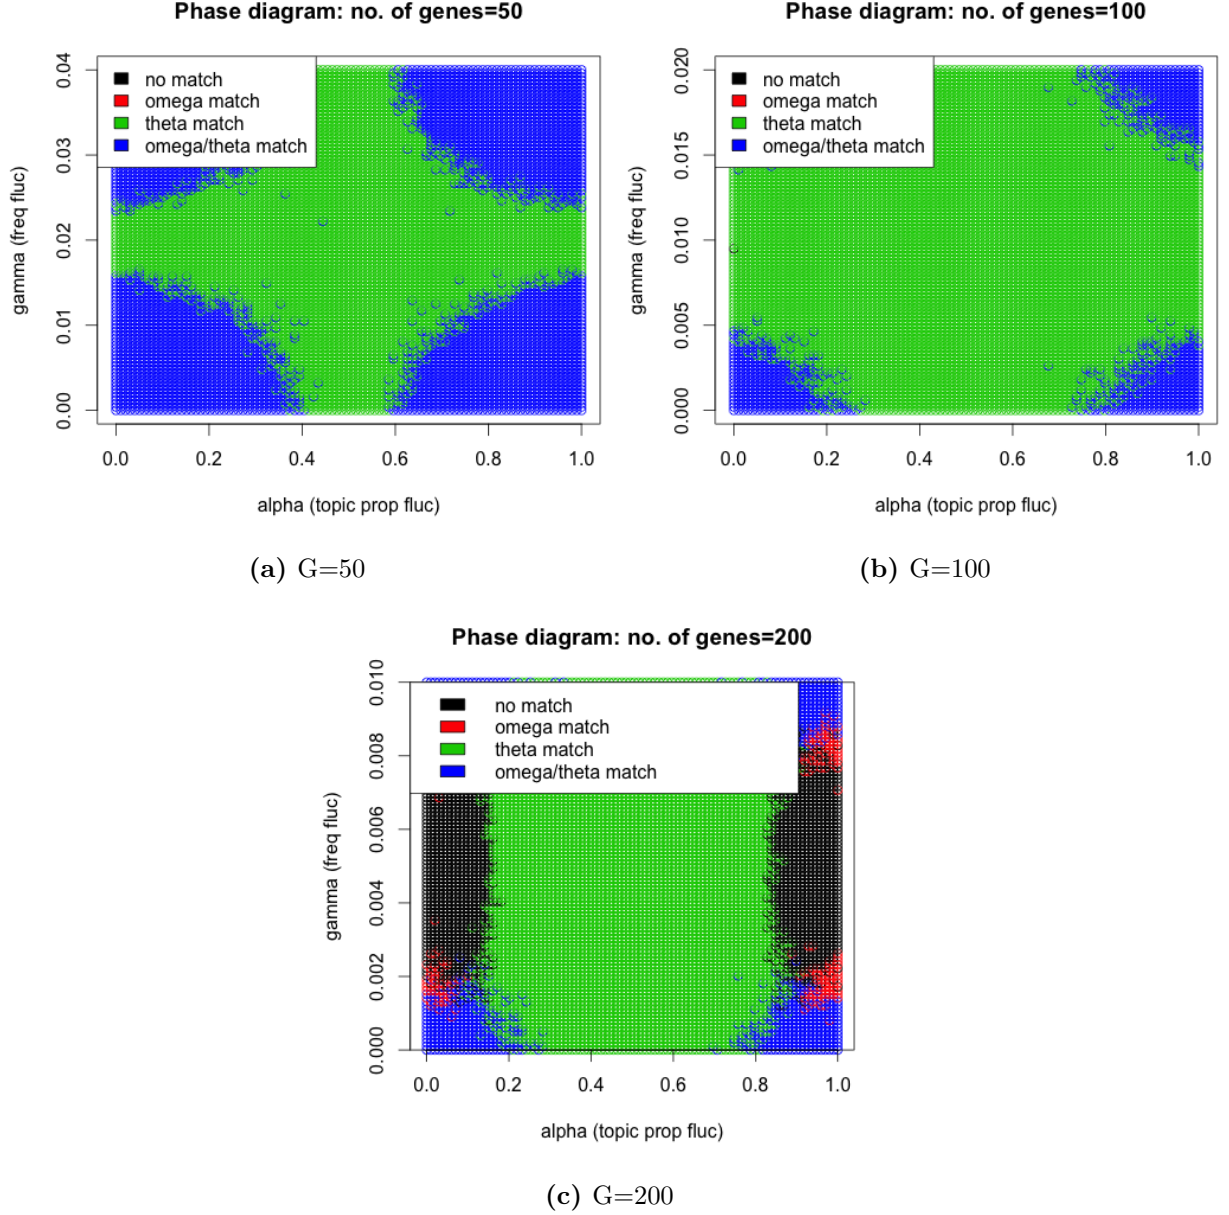 Phase diagram: no. of genes=50
no match
omega match
theta match
omega/theta match
gamma (freq fluc)
0.04
0.03
0.02
0.01
0.00
0.0 0.2 0.4 0.6 0.8 1.0
alpha (topic prop fluc)
(a) G=50
Phase diagram: no. of genes=100
no match
omega match
theta match
omega/theta match
gamma (freq fluc)
0.020
0.015
0.010
0.005
0.000
0.0 0.2 0.4 0.6 0.8 1.0
alpha (topic prop fluc)
(b) G=100
Phase diagram: no. of genes=200
no match
omega match
theta match
omega/theta match
gamma (freq fluc)
0.010
0.008
0.006
0.004
0.002
0.000
0.0 0.2 0.4 0.6 0.8 1.0
alpha (topic prop fluc)
(c) G=200